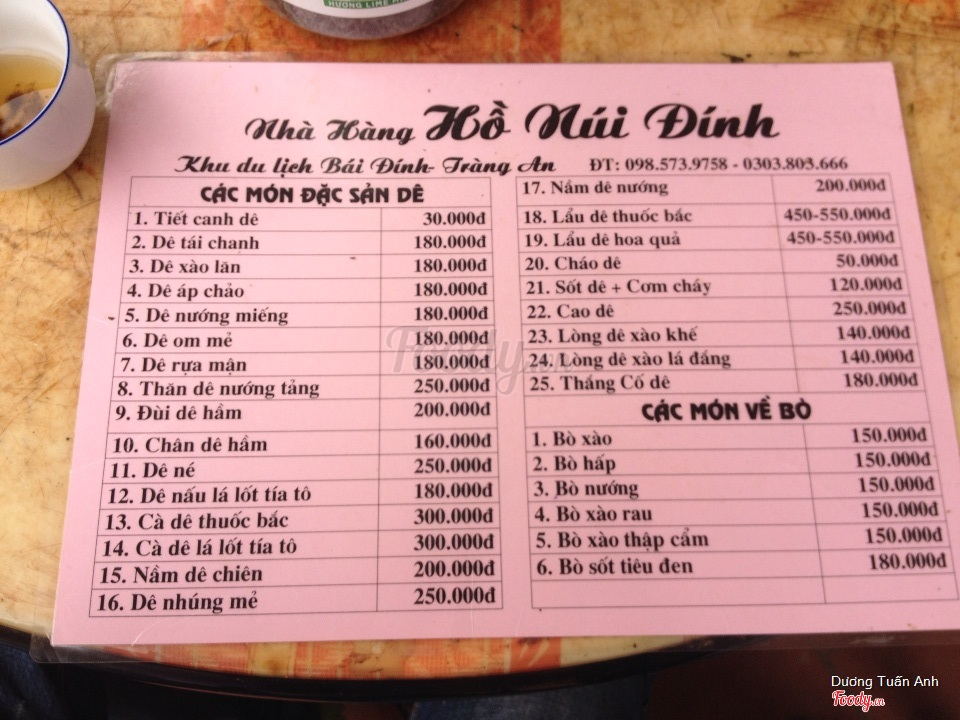 HƯƠNG LIME
Nhà Hàng Hồ Núi Đính
Khu du lịch Bái Đính- Tràng An ĐT: 098.573.9758 - 0303.803.666
CÁC MÓN ĐẶC SẢN DÊ
1. Tiết canh dê 30.000đ
2. Dê tái chanh 180.000đ
3. Dê xào lăn 180.000đ
4. Dê áp chảo 180.000đ
5. Dê nướng miếng 180.000đ
6. Dê om mẻ 180.000đ
7. Dê rựa mận 180.000đ
8. Thăn dê nướng tảng 250.000đ
9. Đùi dê hầm 200.000đ
10. Chân dê hầm 160.000đ
11. Dê né 250.000đ
12. Dê nấu lá lốt tía tô 180.000đ
13. Cà dê thuốc bắc 300.000đ
14. Cà dê lá lốt tía tô 300.000đ
15. Nầm dê chiên 200.000đ
16. Dê nhúng mẻ 250.000đ
17. Nầm dê nướng 200.000đ
18. Lẩu dê thuốc bắc 450-550.000đ
19. Lẩu dê hoa quả 450-550.000đ
20. Cháo dê 50.000đ
21. Sốt dê + Cơm cháy 120.000đ
22. Cao dê 250.000đ
23. Lòng dê xào khế 140.000đ
24. Lòng dê xào lá đắng 140.000đ
25. Thắng Cố dê 180.000đ
CÁC MÓN VỀ BÒ
1. Bò xào 150.000đ
2. Bò hấp 150.000đ
3. Bò nướng 150.000đ
4. Bò xào rau 150.000đ
5. Bò xào thập cẩm 150.000đ
6. Bò sốt tiêu đen 180.000đ
Foody.vn
Dương Tuấn Anh
Foody.vn